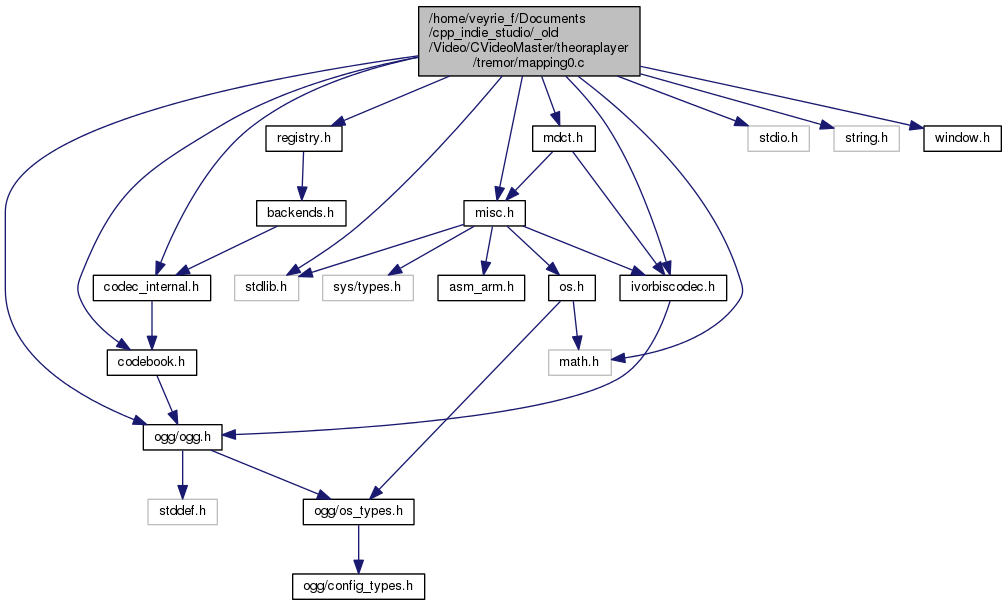 /home/veyrie_f/Documents
/cpp_indie_studio/_old
/Video/CVideoMaster/theoraplayer
/tremor/mapping0.c
registry.h
mdct.h
stdio.h
string.h
window.h
backends.h
misc.h
codec_internal.h
stdlib.h
sys/types.h
asm_arm.h
os.h
ivorbiscodec.h
codebook.h
math.h
ogg/ogg.h
stddef.h
ogg/os_types.h
ogg/config_types.h